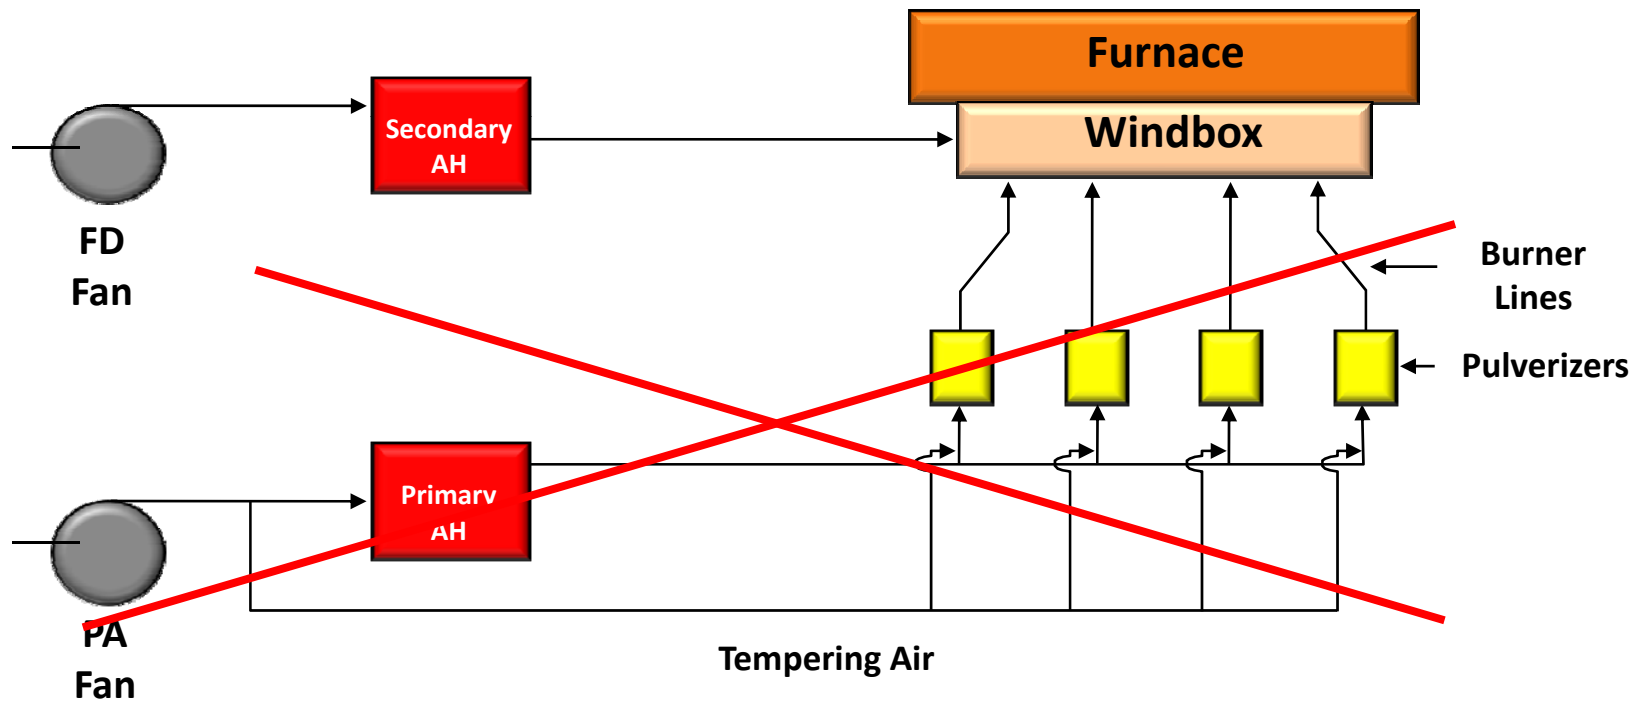 Furnace
Windbox
Secondary
AH
FD
Fan
Burner
Lines
Pulverizers
Primary
AH
PA
Fan
Tempering Air